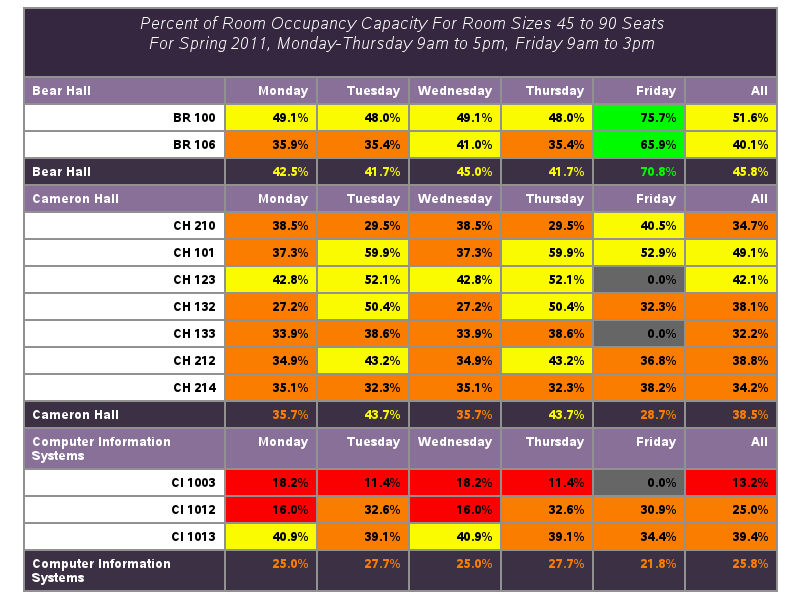 Percent of Room Occupancy Capacity For Room Sizes 45 to 90 Seats
For Spring 2011, Monday-Thursday 9am to 5pm, Friday 9am to 3pm
Bear Hall Monday Tuesday Wednesday Thursday Friday All
BR 100 49.1% 48.0% 49.1% 48.0% 75.7% 51.6%
BR 106 35.9% 35.4% 41.0% 35.4% 65.9% 40.1%
Bear Hall 42.5% 41.7% 45.0% 41.7% 70.8% 45.8%
Cameron Hall Monday Tuesday Wednesday Thursday Friday All
CH 210 38.5% 29.5% 38.5% 29.5% 40.5% 34.7%
CH 101 37.3% 59.9% 37.3% 59.9% 52.9% 49.1%
CH 123 42.8% 52.1% 42.8% 52.1% 0.0% 42.1%
CH 132 27.2% 50.4% 27.2% 50.4% 32.3% 38.1%
CH 133 33.9% 38.6% 33.9% 38.6% 0.0% 32.2%
CH 212 34.9% 43.2% 34.9% 43.2% 36.8% 38.8%
CH 214 35.1% 32.3% 35.1% 32.3% 38.2% 34.2%
Cameron Hall 35.7% 43.7% 35.7% 43.7% 28.7% 38.5%
Computer Information Monday Tuesday Wednesday Thursday Friday All
Systems
CI 1003 18.2% 11.4% 18.2% 11.4% 0.0% 13.2%
CI 1012 16.0% 32.6% 16.0% 32.6% 30.9% 25.0%
CI 1013 40.9% 39.1% 40.9% 39.1% 34.4% 39.4%
Computer Information 25.0% 27.7% 25.0% 27.7% 21.8% 25.8%
Systems